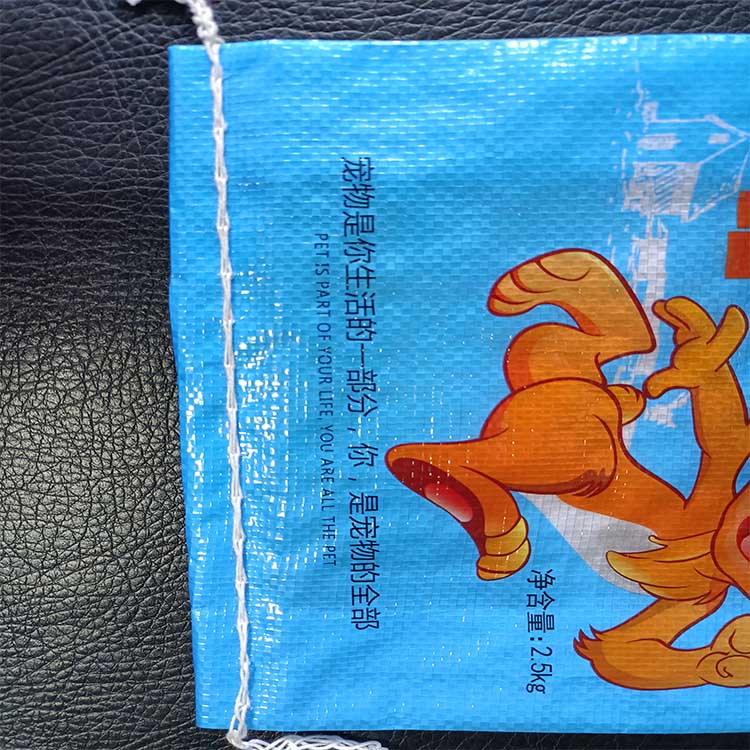 宠物是你生活的一部分，你，是宠物的全部
PET IS PART OF YOUR LIFE, YOU ARE ALL THE PET
净含量：2.5kg